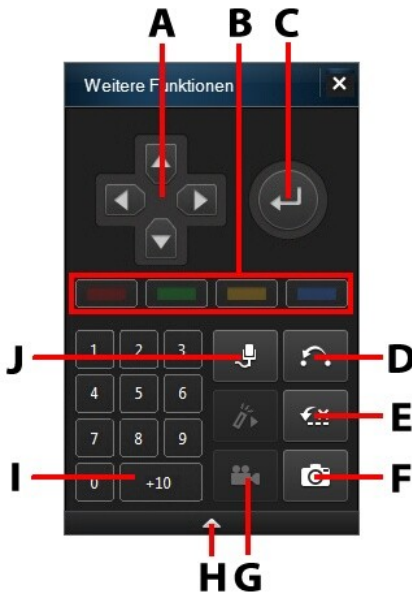 A B C
Weitere Funktionen
J 1 2 3 D
4 5 6 E
7 8 9
I 0 +10 F
H G